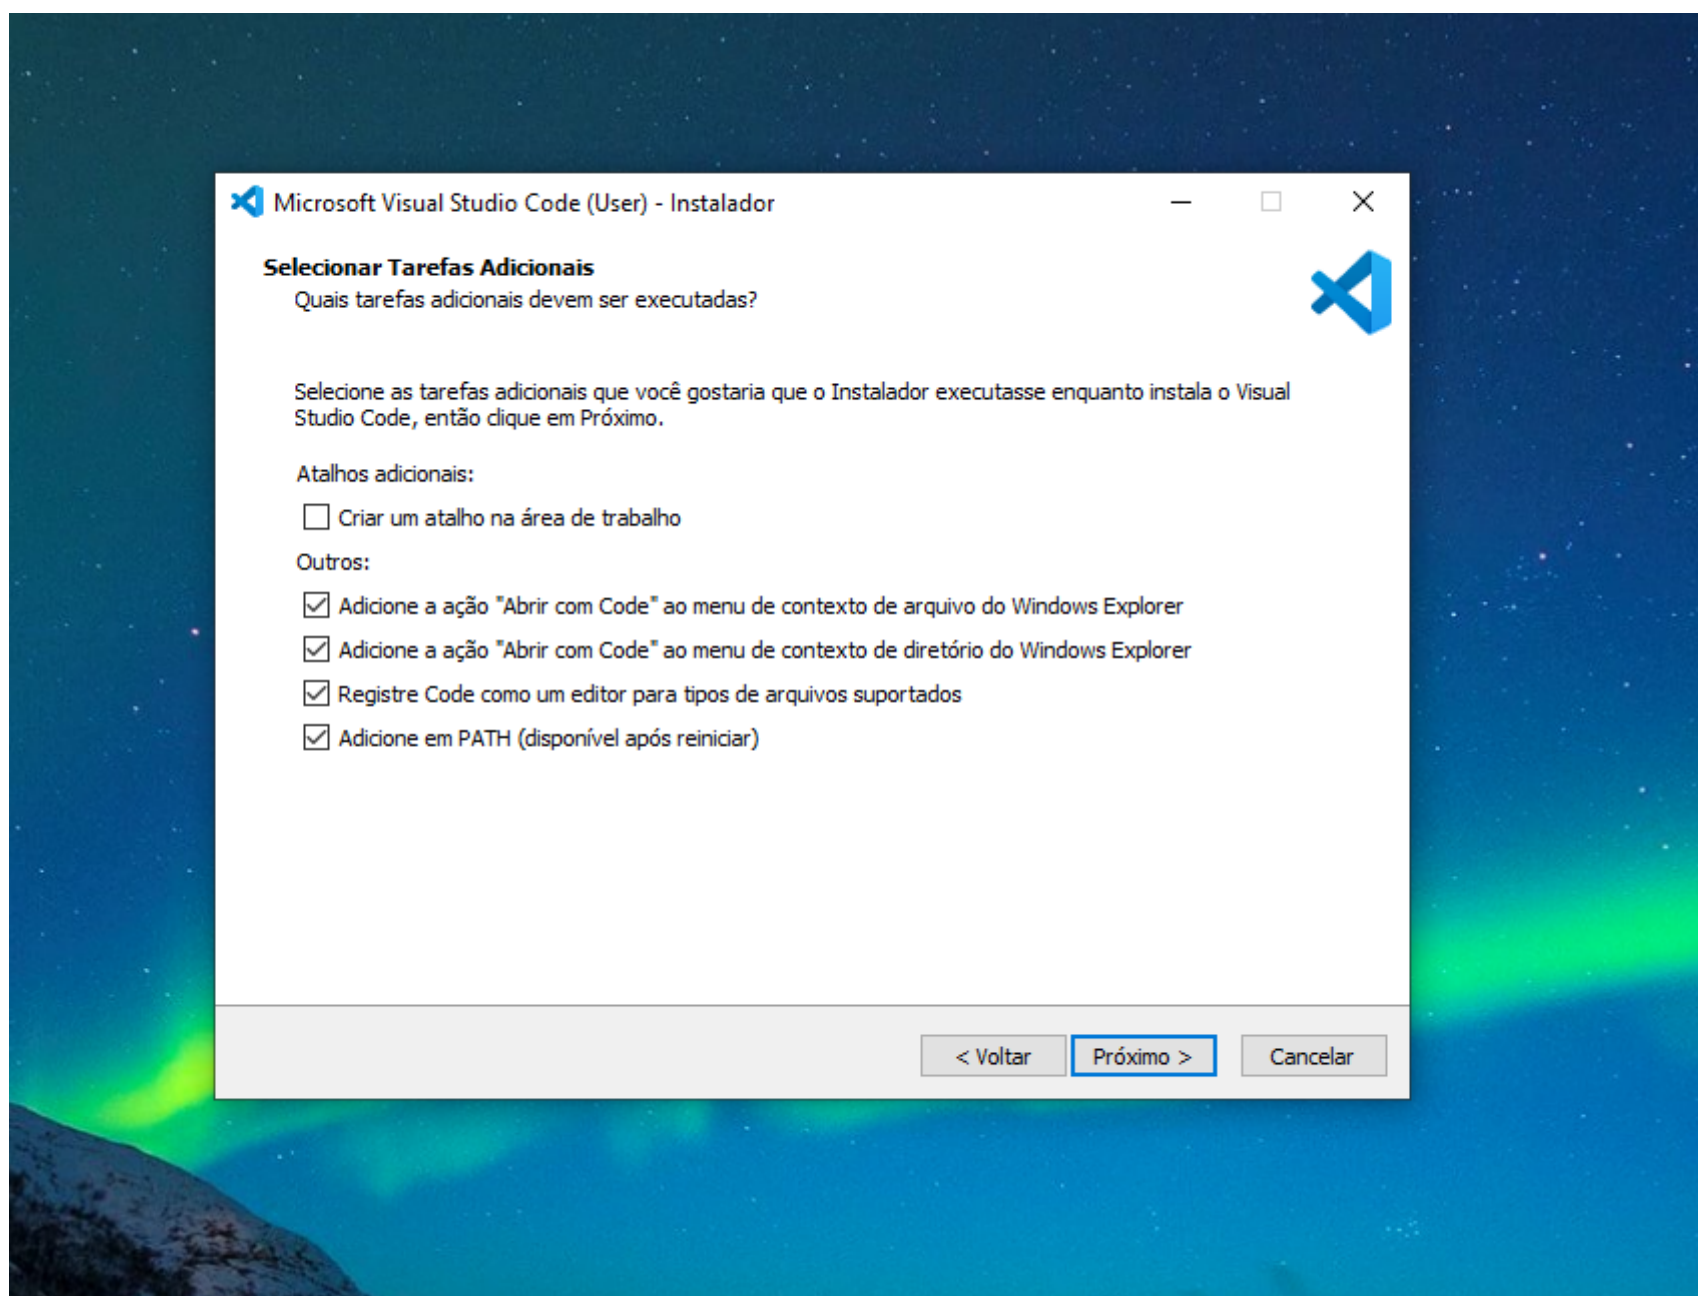 Microsoft Visual Studio Code (User) - Instalador
Selecionar Tarefas Adicionais
Quais tarefas adicionais devem ser executadas?
Selecione as tarefas adicionais que você gostaria que o Instalador executasse enquanto instala o Visual
Studio Code, então clique em Próximo.
Atalhos adicionais:
Criar um atalho na área de trabalho
Outros:
Adicione a ação "Abrir com Code" ao menu de contexto de arquivo do Windows Explorer
Adicione a ação "Abrir com Code" ao menu de contexto de diretório do Windows Explorer
Registre Code como um editor para tipos de arquivos suportados
Adicione em PATH (disponível após reiniciar)
< Voltar Próximo > Cancelar